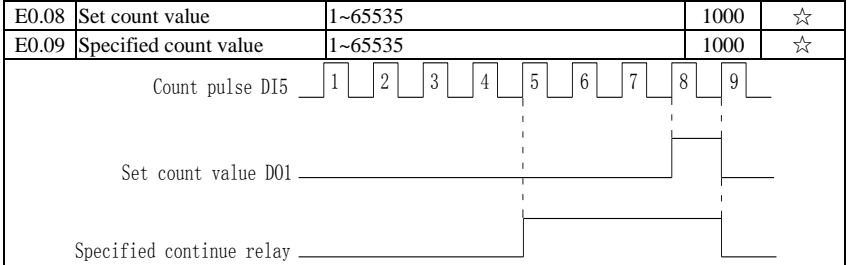 E0.08 Set count value 1~65535 1000 ☆
E0.09 Specified count value 1~65535 1000 ☆
Count pulse DI5 1 2 3 4 5 6 7 8 9
Set count value DO1
Specified continue relay